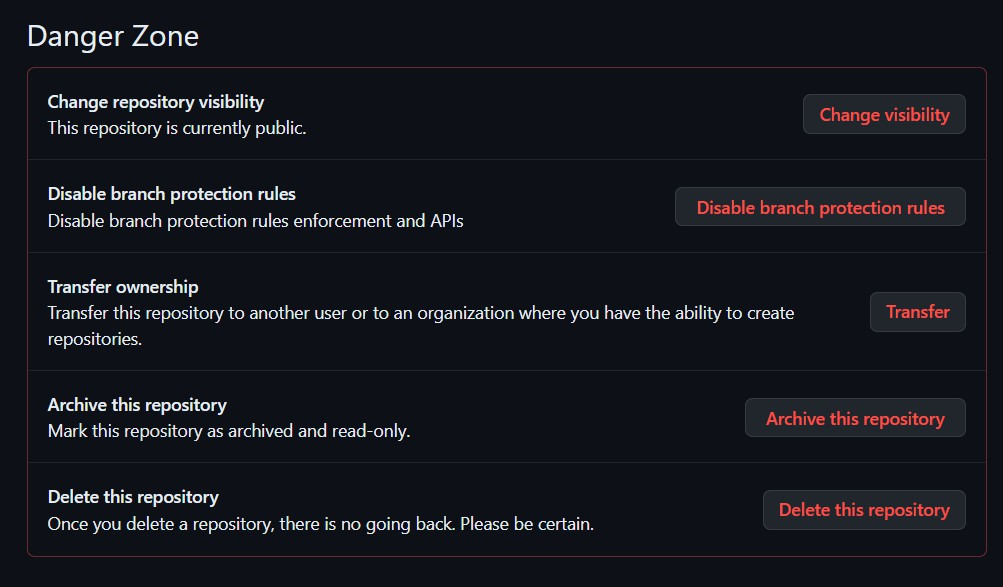 Danger Zone
Change repository visibility
This repository is currently public.
Change visibility
Disable branch protection rules
Disable branch protection rules enforcement and APIs
Disable branch protection rules
Transfer ownership
Transfer this repository to another user or to an organization where you have the ability to create
repositories.
Transfer
Archive this repository
Mark this repository as archived and read-only.
Archive this repository
Delete this repository
Once you delete a repository, there is no going back. Please be certain.
Delete this repository